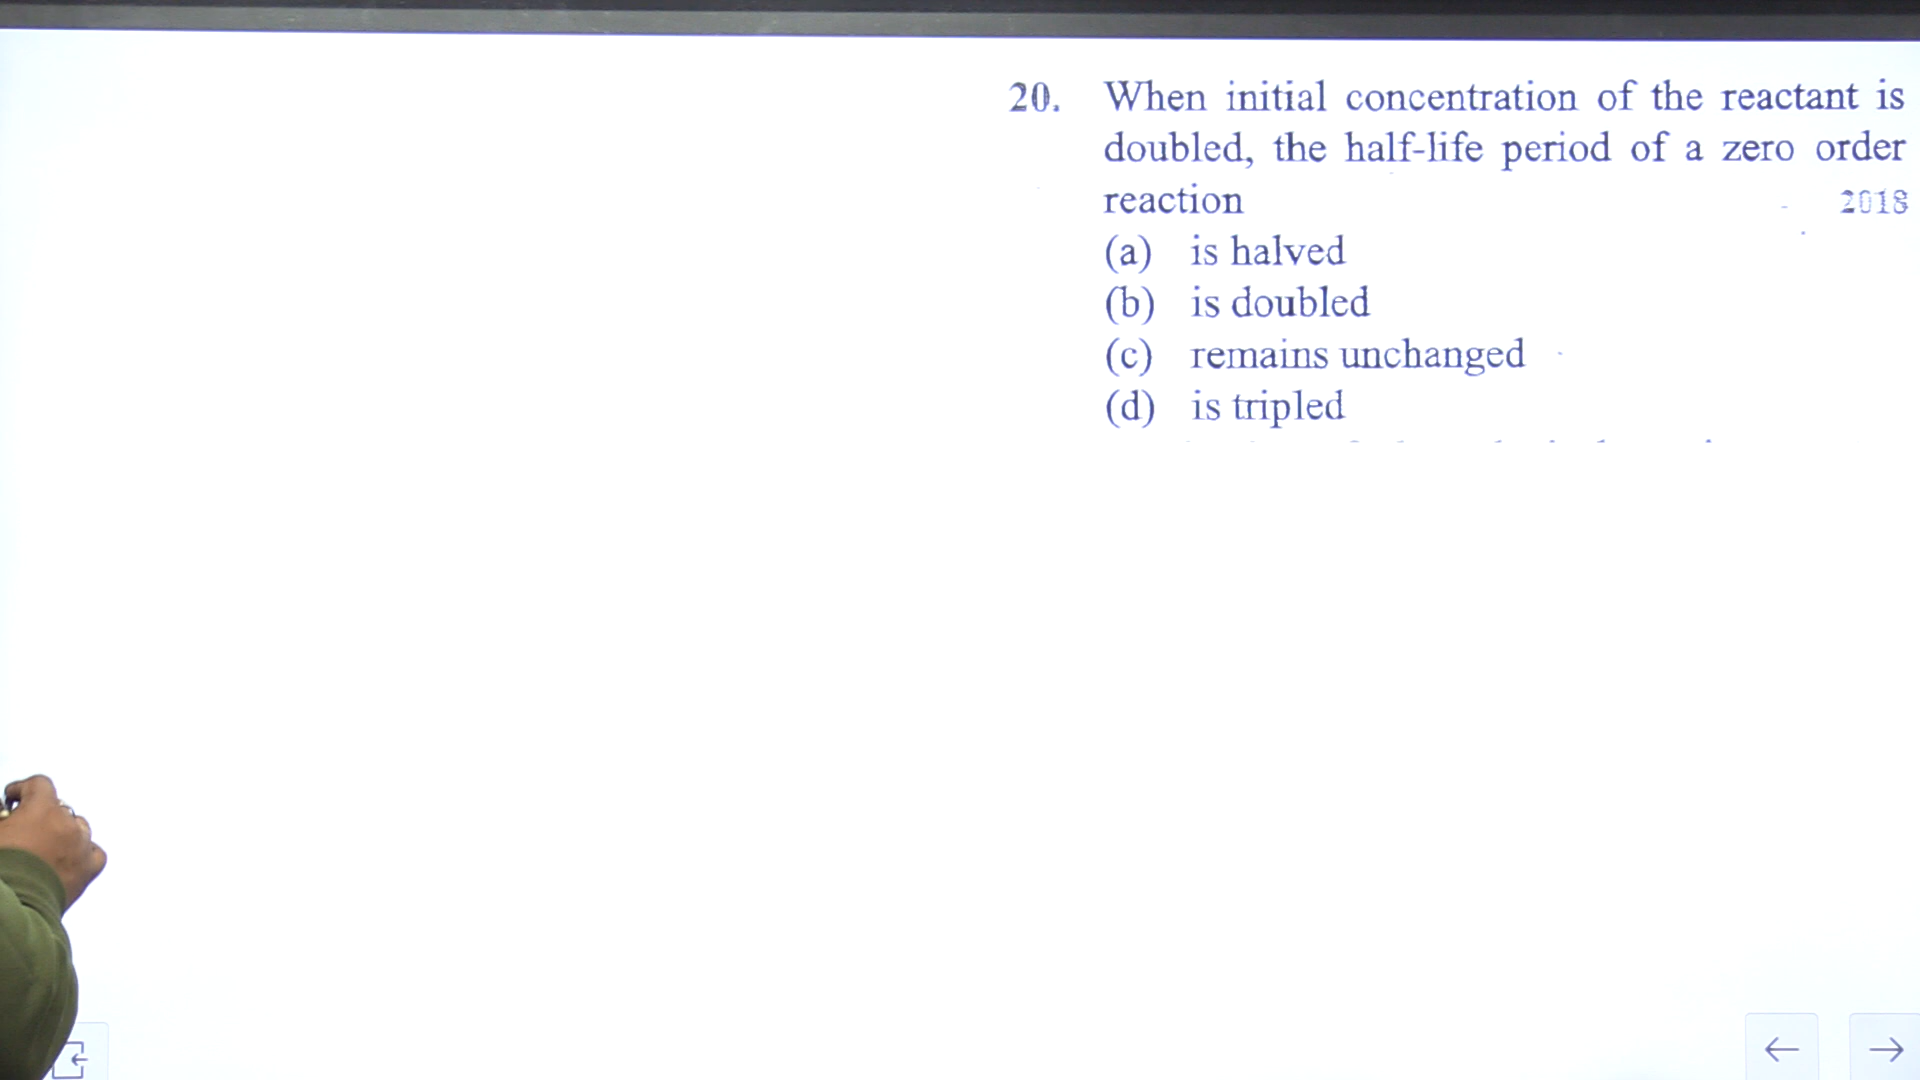 20. When initial concentration of the reactant is
doubled, the half-life period of a zero order
reaction 2018
(a) is halved
(b) is doubled
(c) remains unchanged
(d) is tripled